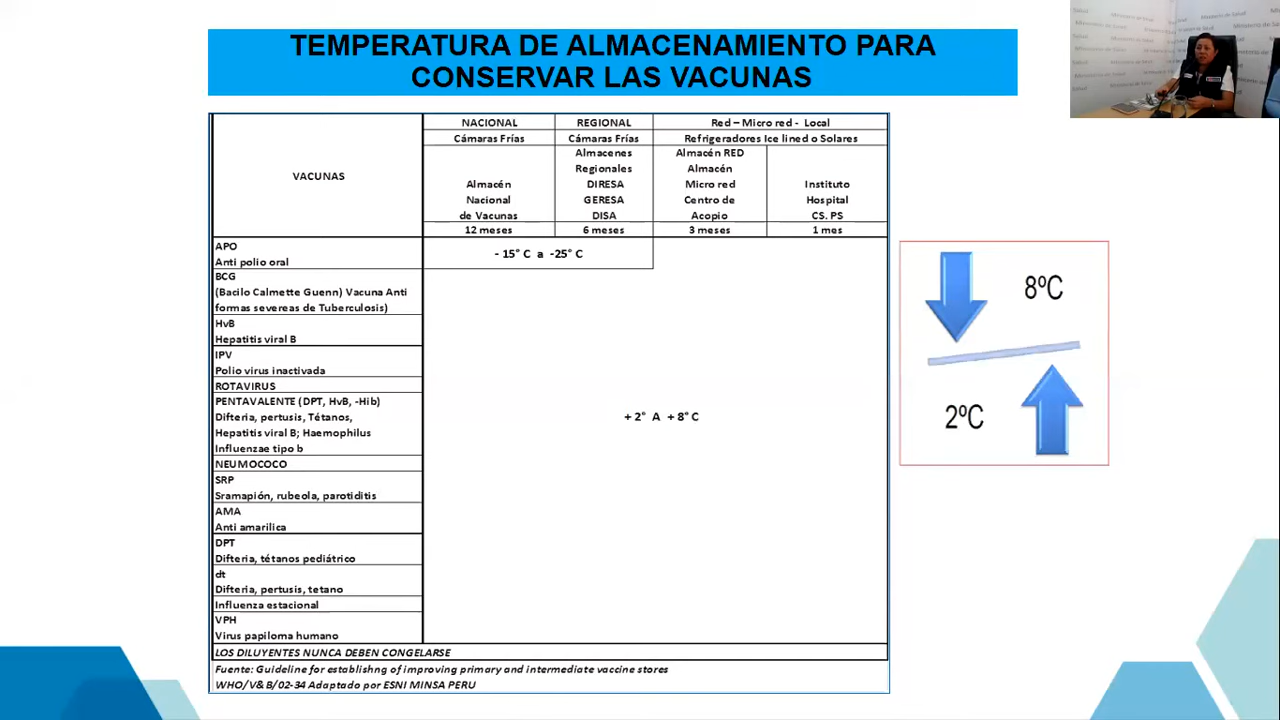 TEMPERATURA DE ALMACENAMIENTO PARA
CONSERVAR LAS VACUNAS
VACUNAS
NACIONAL
REGIONAL
Red – Micro red - Local
Cámaras Frías
Cámaras Frías
Refrigeradores Ice lined o Solares
Almacén
Nacional
de Vacunas
Almacenes
Regionales
DIRESA
GERESA
DISA
Almacén RED
Almacén
Micro red
Centro de
Acopio
Instituto
Hospital
CS. PS
12 meses
6 meses
3 meses
1 mes
APO
Anti polio oral
- 15° C a -25° C
BCG
(Bacilo Calmette Guenn) Vacuna Anti
formas severeas de Tuberculosis)
HvB
Hepatitis viral B
IPV
Polio virus inactivada
ROTAVIRUS
PENTAVALENTE (DPT, HvB, -Hib)
Difteria, pertusis, Tétanos,
Hepatitis viral B; Haemophilus
Influenzae tipo b
+ 2° A + 8° C
NEUMOCOCO
SRP
Sramapión, rubeola, parotiditis
AMA
Anti amarilica
DPT
Difteria, tétanos pediátrico
dt
Difteria, pertusis, tetano
Influenza estacional
VPH
Virus papiloma humano
LOS DILUYENTES NUNCA DEBEN CONGELARSE
Fuente: Guideline for establishng of improving primary and intermediate vaccine stores
WHO/V&B/02-34 Adaptado por ESNI MINSA PERU
8ºC
2ºC
Ministerio de Salud